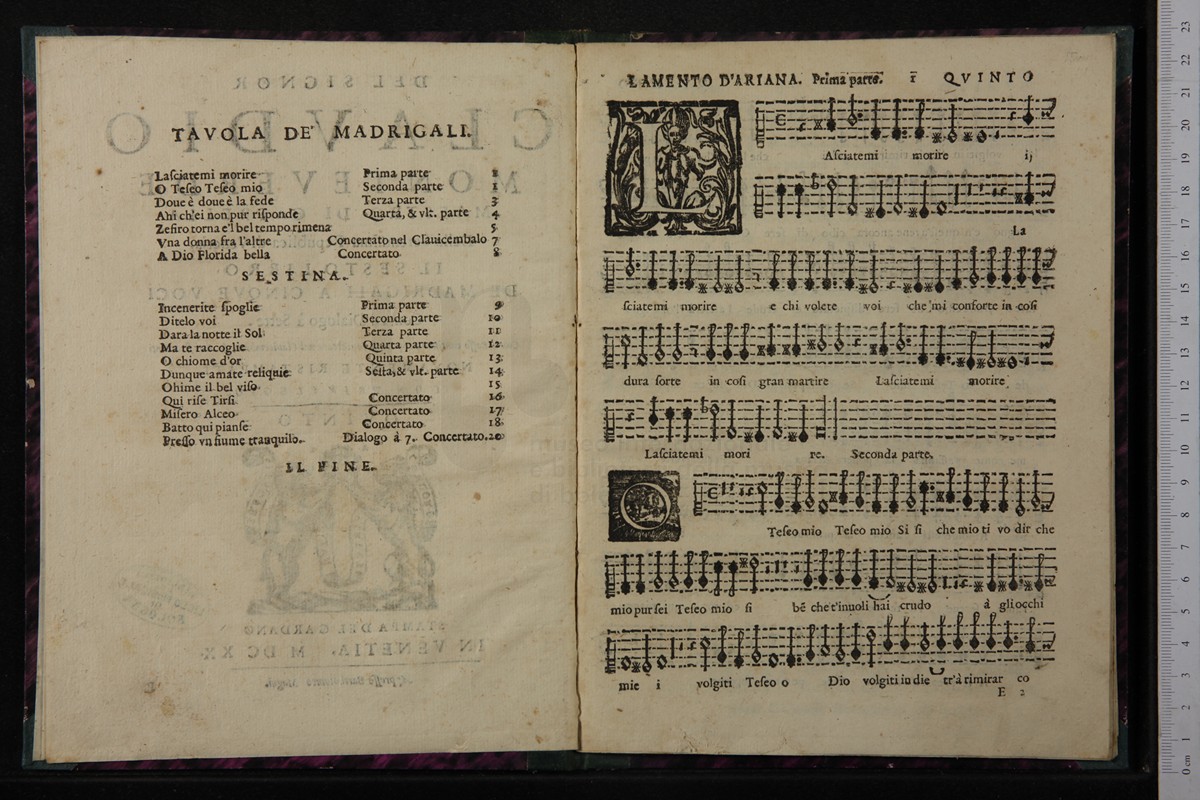 TAVOLA DE' MADRIGALI.
Lasciatemi morire Prima parte 1
O Teseo Teseo mio Seconda parte 1
Doue è doue è la fede Terza parte 3
Ahi ch'ei non pur risponde Quarta, & vlt. parte 4
Zefiro torna e'l bel tempo rimena 5
Vna donna fra l'altre Concertato nel Clauicembalo 7
A Dio Florida bella Concertato 8
SESTINA.
Incenerite spoglie Prima parte 9
Ditelo voi Seconda parte 10
Dara la notte il Sol Terza parte 11
Ma te raccoglie Quarta parte 12
O chiome d'or Quinta parte 13
Dunque amate reliquie Sesta, & vlt. parte 14
Ohime il bel viso 15
Qui rise Tirsi Concertato 16
Misero Alceo Concertato 17
Batto qui pianse Concertato 18
Presso vn fiume tranquilo. Dialogo à 7. Concertato. 20
IL FINE.
LAMENTO D'ARIANA. Prima parte. 1 QVINTO
LAsciatemi morire ij
La
sciatemi morire e chi volete voi che mi conforte in cosi
dura sorte in cosi gran martire Lasciatemi morire
Lasciatemi mori re. Seconda parte.
O Teseo mio Teseo mio Si si che mio ti vo dir che
mio pur sei Teseo mio si bẽ che t'inuoli hai crudo à gli occhi
mie i volgiti Teseo o Dio volgiti in die tr'à rimirar co
E 2